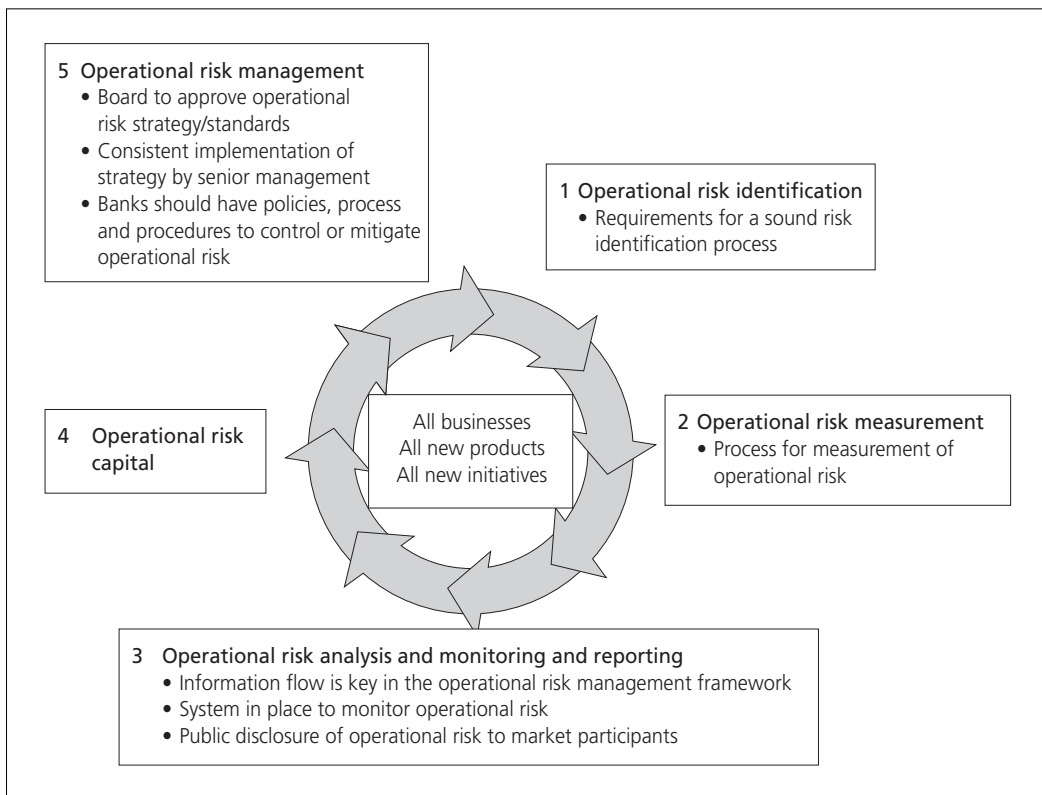 5 Operational risk management
• Board to approve operational
risk strategy/standards
• Consistent implementation of
strategy by senior management
• Banks should have policies, process
and procedures to control or mitigate
operational risk
1 Operational risk identification
• Requirements for a sound risk
identification process
2 Operational risk measurement
• Process for measurement of
operational risk
3 Operational risk analysis and monitoring and reporting
• Information flow is key in the operational risk management framework
• System in place to monitor operational risk
• Public disclosure of operational risk to market participants
4 Operational risk
capital
All businesses
All new products
All new initiatives